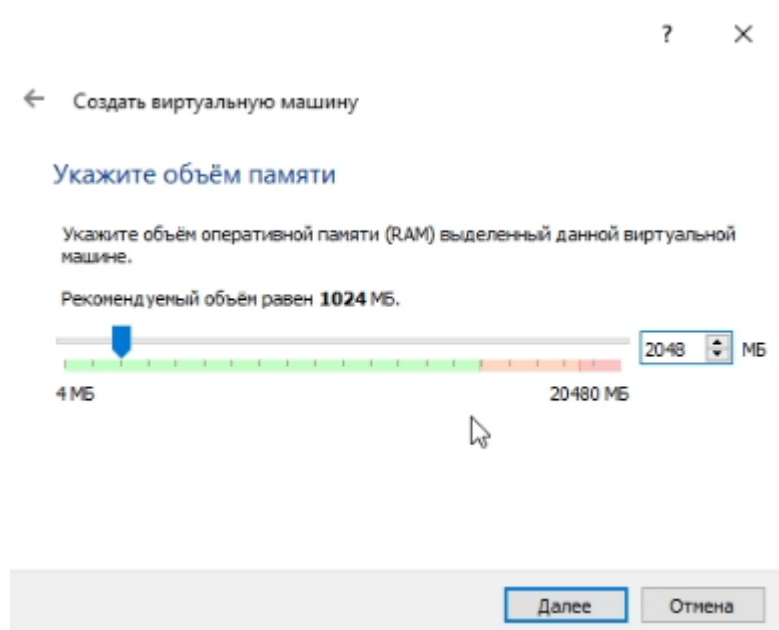 ?
Создать виртуальную машину
Укажите объём памяти
Укажите объём оперативной памяти (RAM) выделенный данной виртуальной
машине.
Рекомендуемый объём равен 1024 МБ.
2048 МБ
4 МБ 20480 МБ
Далее Отмена